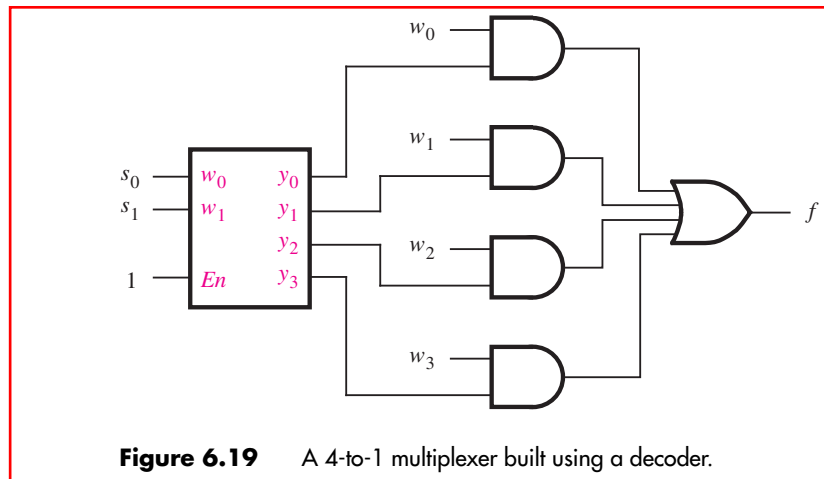 w0
w1
s0 w0 y0
s1 w1 y1
y2
w2
1 En y3
f
w3
Figure 6.19 A 4-to-1 multiplexer built using a decoder.